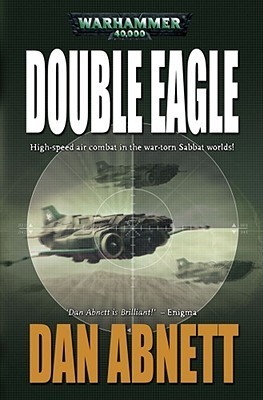 WARHAMMER
40,000
DOUBLE EAGLE
High-speed air combat in the war-torn Sabbat worlds!
'Dan Abnett is Brilliant!' – Enigma
DAN ABNETT